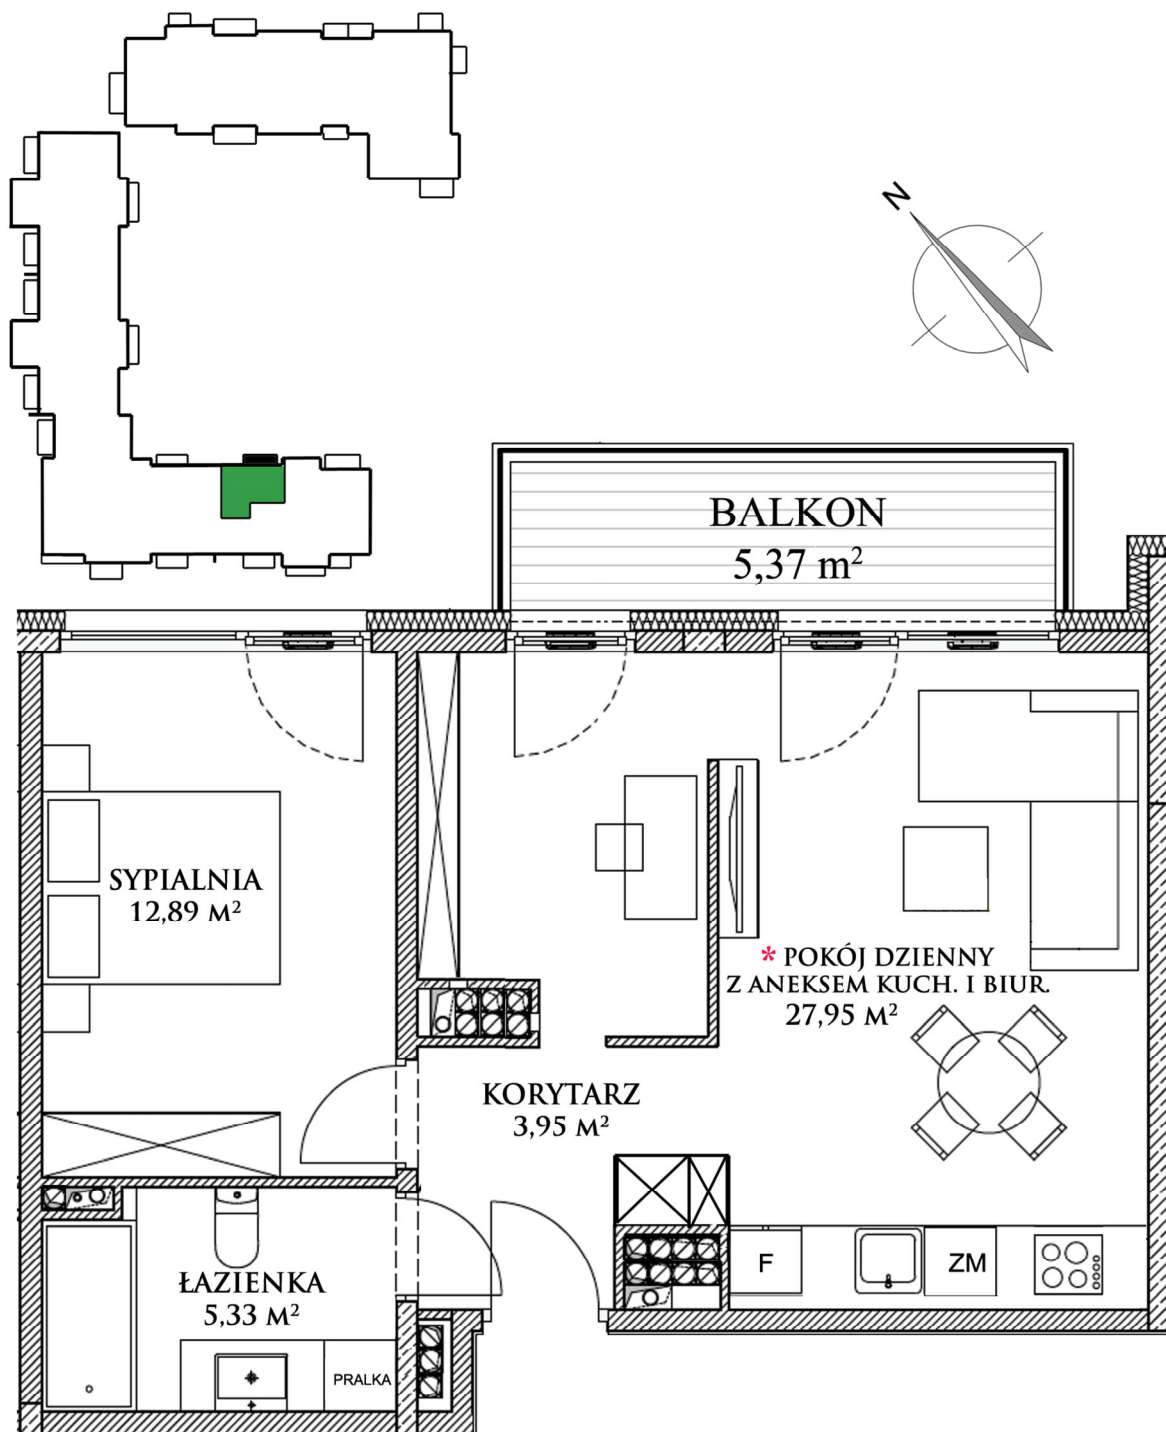 N
BALKON
5,37 m²
SYPIALNIA
12,89 M²
* POKÓJ DZIENNY
Z ANEKSEM KUCH. I BIUR.
27,95 M²
KORYTARZ
3,95 M²
F
ZM
ŁAZIENKA
5,33 M²
PRALKA